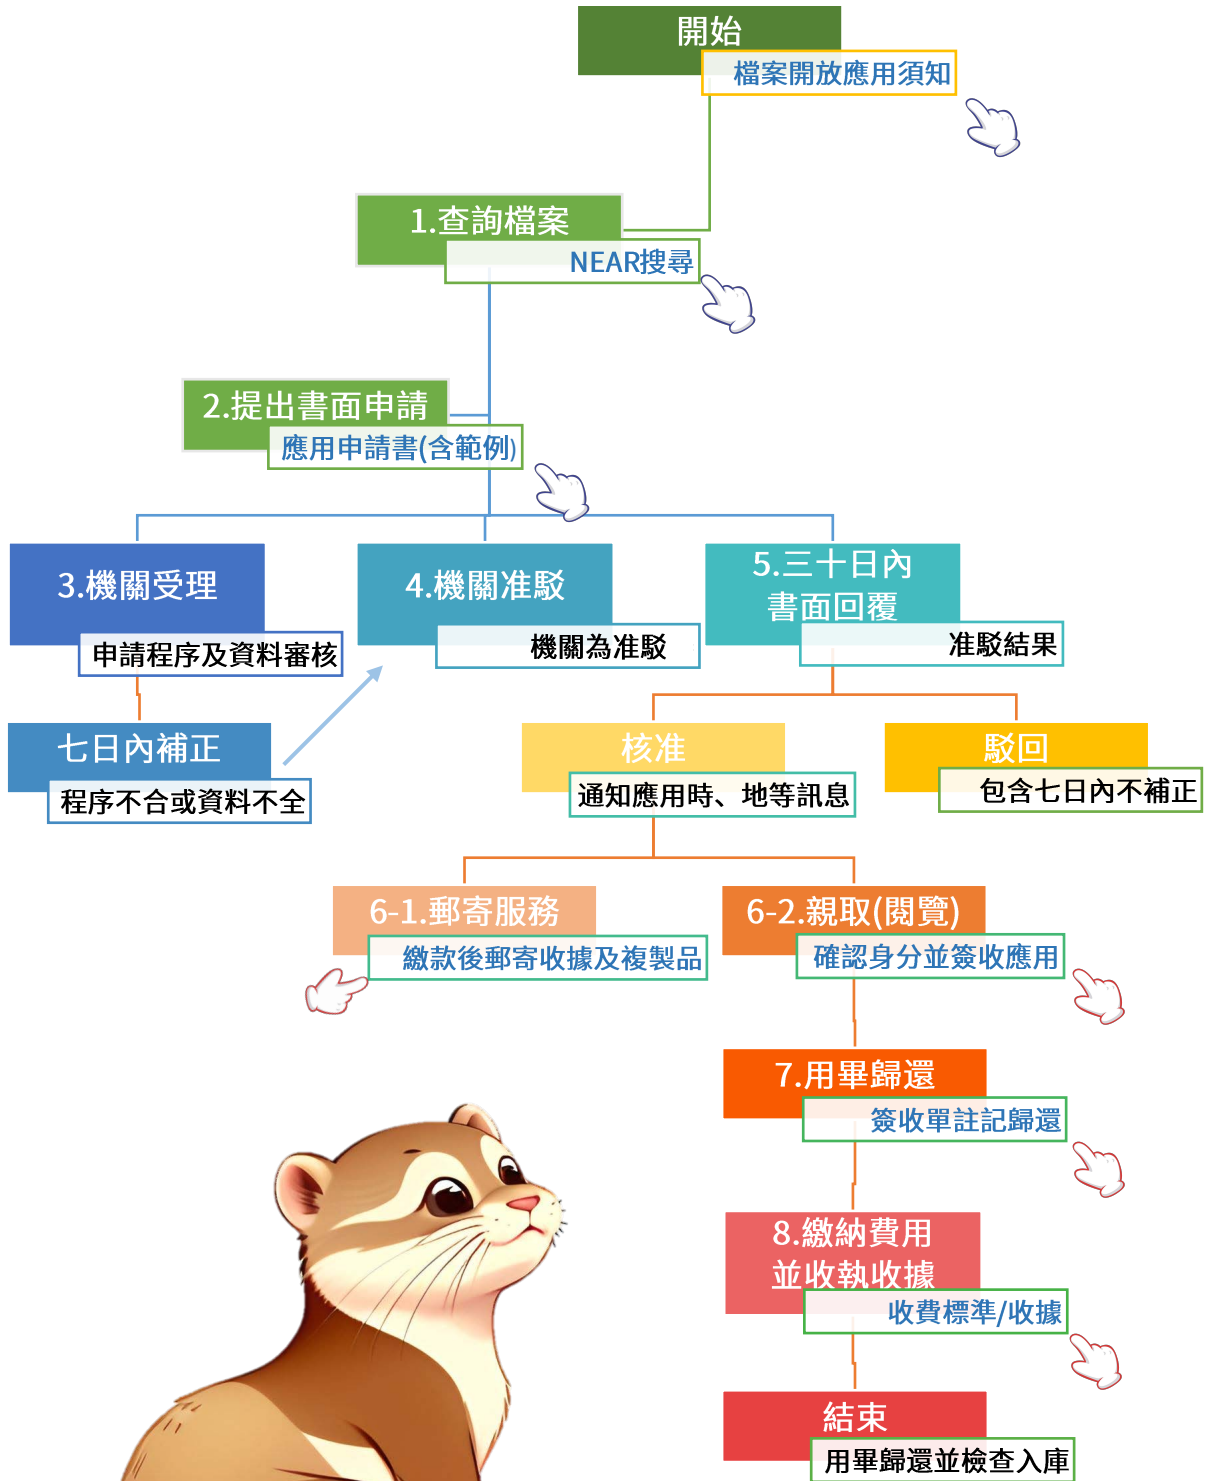 開始
檔案開放應用須知
1.查詢檔案
NEAR搜尋
2.提出書面申請
應用申請書(含範例)
3.機關受理
申請程序及資料審核
4.機關准駁
機關為准駁
5.三十日內
書面回覆
准駁結果
七日內補正
程序不合或資料不全
核准
通知應用時、地等訊息
駁回
包含七日內不補正
6-1.郵寄服務
繳款後郵寄收據及複製品
6-2.親取(閱覽)
確認身分並簽收應用
7.用畢歸還
簽收單註記歸還
8.繳納費用
並收執收據
收費標準/收據
結束
用畢歸還並檢查入庫